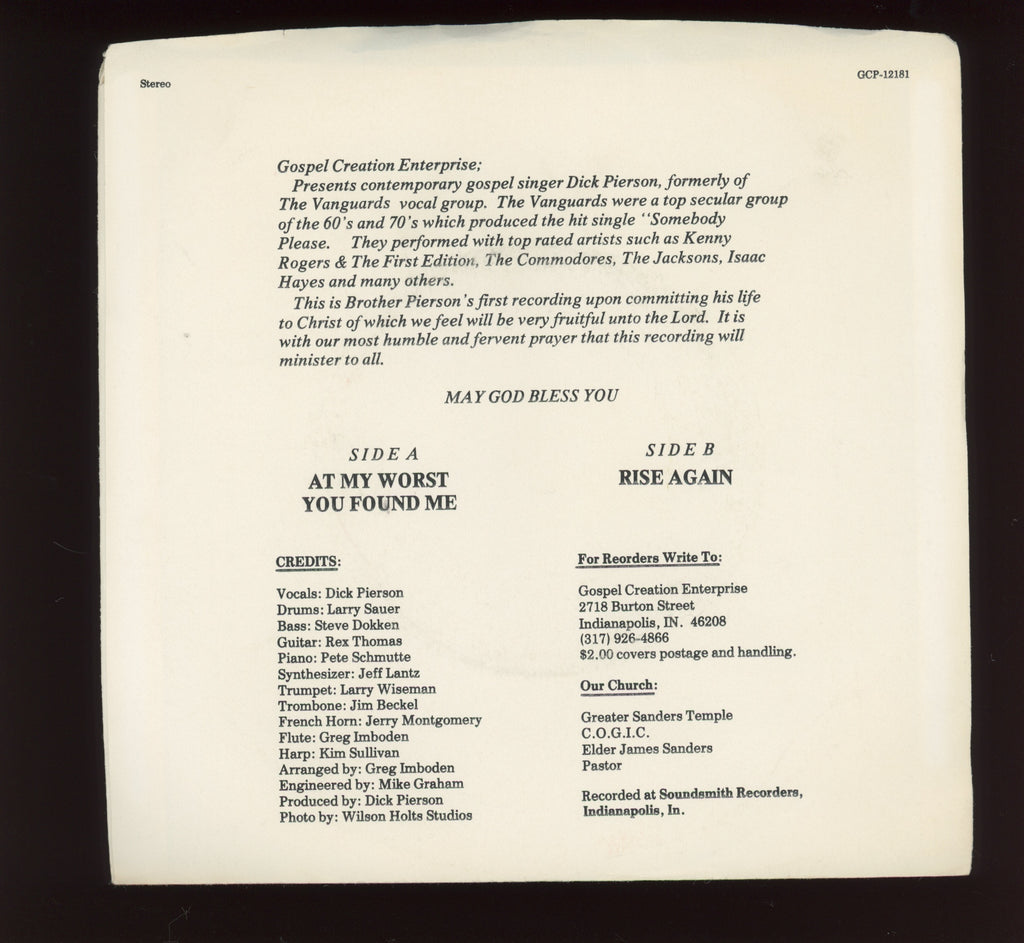 Stereo
GCP-12181
Gospel Creation Enterprise;
Presents contemporary gospel singer Dick Pierson, formerly of
The Vanguards vocal group. The Vanguards were a top secular group
of the 60's and 70's which produced the hit single "Somebody
Please. They performed with top rated artists such as Kenny
Rogers & The First Edition, The Commodores, The Jacksons, Isaac
Hayes and many others.
This is Brother Pierson's first recording upon committing his life
to Christ of which we feel will be very fruitful unto the Lord. It is
with our most humble and fervent prayer that this recording will
minister to all.
MAY GOD BLESS YOU
SIDE A
AT MY WORST
YOU FOUND ME
SIDE B
RISE AGAIN
CREDITS:
Vocals: Dick Pierson
Drums: Larry Sauer
Bass: Steve Dokken
Guitar: Rex Thomas
Piano: Pete Schmutte
Synthesizer: Jeff Lantz
Trumpet: Larry Wiseman
Trombone: Jim Beckel
French Horn: Jerry Montgomery
Flute: Greg Imboden
Harp: Kim Sullivan
Arranged by: Greg Imboden
Engineered by: Mike Graham
Produced by: Dick Pierson
Photo by: Wilson Holts Studios
For Reorders Write To:
Gospel Creation Enterprise
2718 Burton Street
Indianapolis, IN. 46208
(317) 926-4866
$2.00 covers postage and handling.
Our Church:
Greater Sanders Temple
C.O.G.I.C.
Elder James Sanders
Pastor
Recorded at Soundsmith Recorders,
Indianapolis, In.